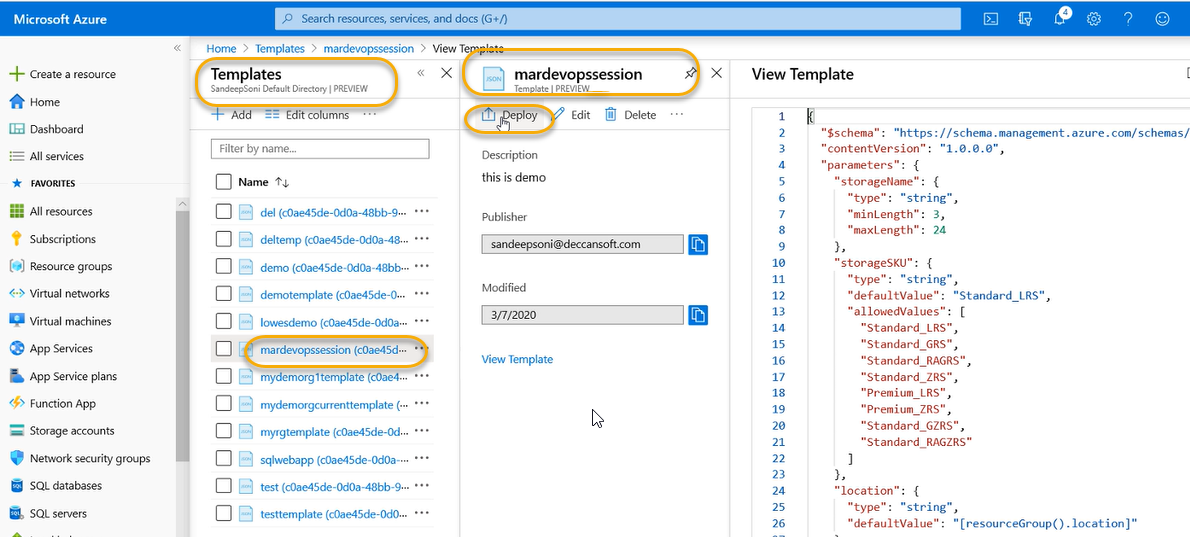 Microsoft Azure
Search resources, services, and docs (G+/)
4
Create a resource
Home
Dashboard
All services
FAVORITES
All resources
Subscriptions
Resource groups
Virtual networks
Virtual machines
App Services
App Service plans
Function App
Storage accounts
Network security groups
SQL databases
SQL servers
Home > Templates > mardevopssession > View Template
Templates
SandeepSoni Default Directory | PREVIEW
Add Edit columns ...
Filter by name...
Name
del (c0ae45de-0d0a-48bb-9... ...
deltemp (c0ae45de-0d0a-48... ...
demo (c0ae45de-0d0a-48bb-... ...
demotemplate (c0ae45de-0... ...
lowesdemo (c0ae45de-0d0a... ...
mardevopssession (c0ae45d... ...
mydemorg1template (c0ae4... ...
mydemorgcurrenttemplate (... ...
myrgtemplate (c0ae45de-0d... ...
sqlwebapp (c0ae45de-0d0a-... ...
test (c0ae45de-0d0a-48bb-9... ...
testtemplate (c0ae45de-0d0... ...
mardevopssession
JSON
Template | PREVIEW
Deploy Edit Delete ...
Description
this is demo
Publisher
sandeepsoni@deccansoft.com
Modified
3/7/2020
View Template
View Template
1 {
2 "$schema": "https://schema.management.azure.com/schemas/
3 "contentVersion": "1.0.0.0",
4 "parameters": {
5 "storageName": {
6 "type": "string",
7 "minLength": 3,
8 "maxLength": 24
9 },
10 "storageSKU": {
11 "type": "string",
12 "defaultValue": "Standard_LRS",
13 "allowedValues": [
14 "Standard_LRS",
15 "Standard_GRS",
16 "Standard_RAGRS",
17 "Standard_ZRS",
18 "Premium_LRS",
19 "Premium_ZRS",
20 "Standard_GZRS",
21 "Standard_RAGZRS"
22 ]
23 },
24 "location": {
25 "type": "string",
26 "defaultValue": "[resourceGroup().location]"